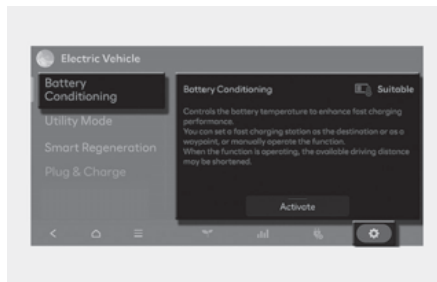 Electric Vehicle
Battery
Conditioning
Utility Mode
Smart Regeneration
Plug & Charge
Battery Conditioning
Suitable
Controls the battery temperature to enhance fast charging
performance.
You can set a fast charging station as the destination or as a
waypoint, or manually operate the function.
When the function is operating, the available driving distance
may be shortened.
Activate